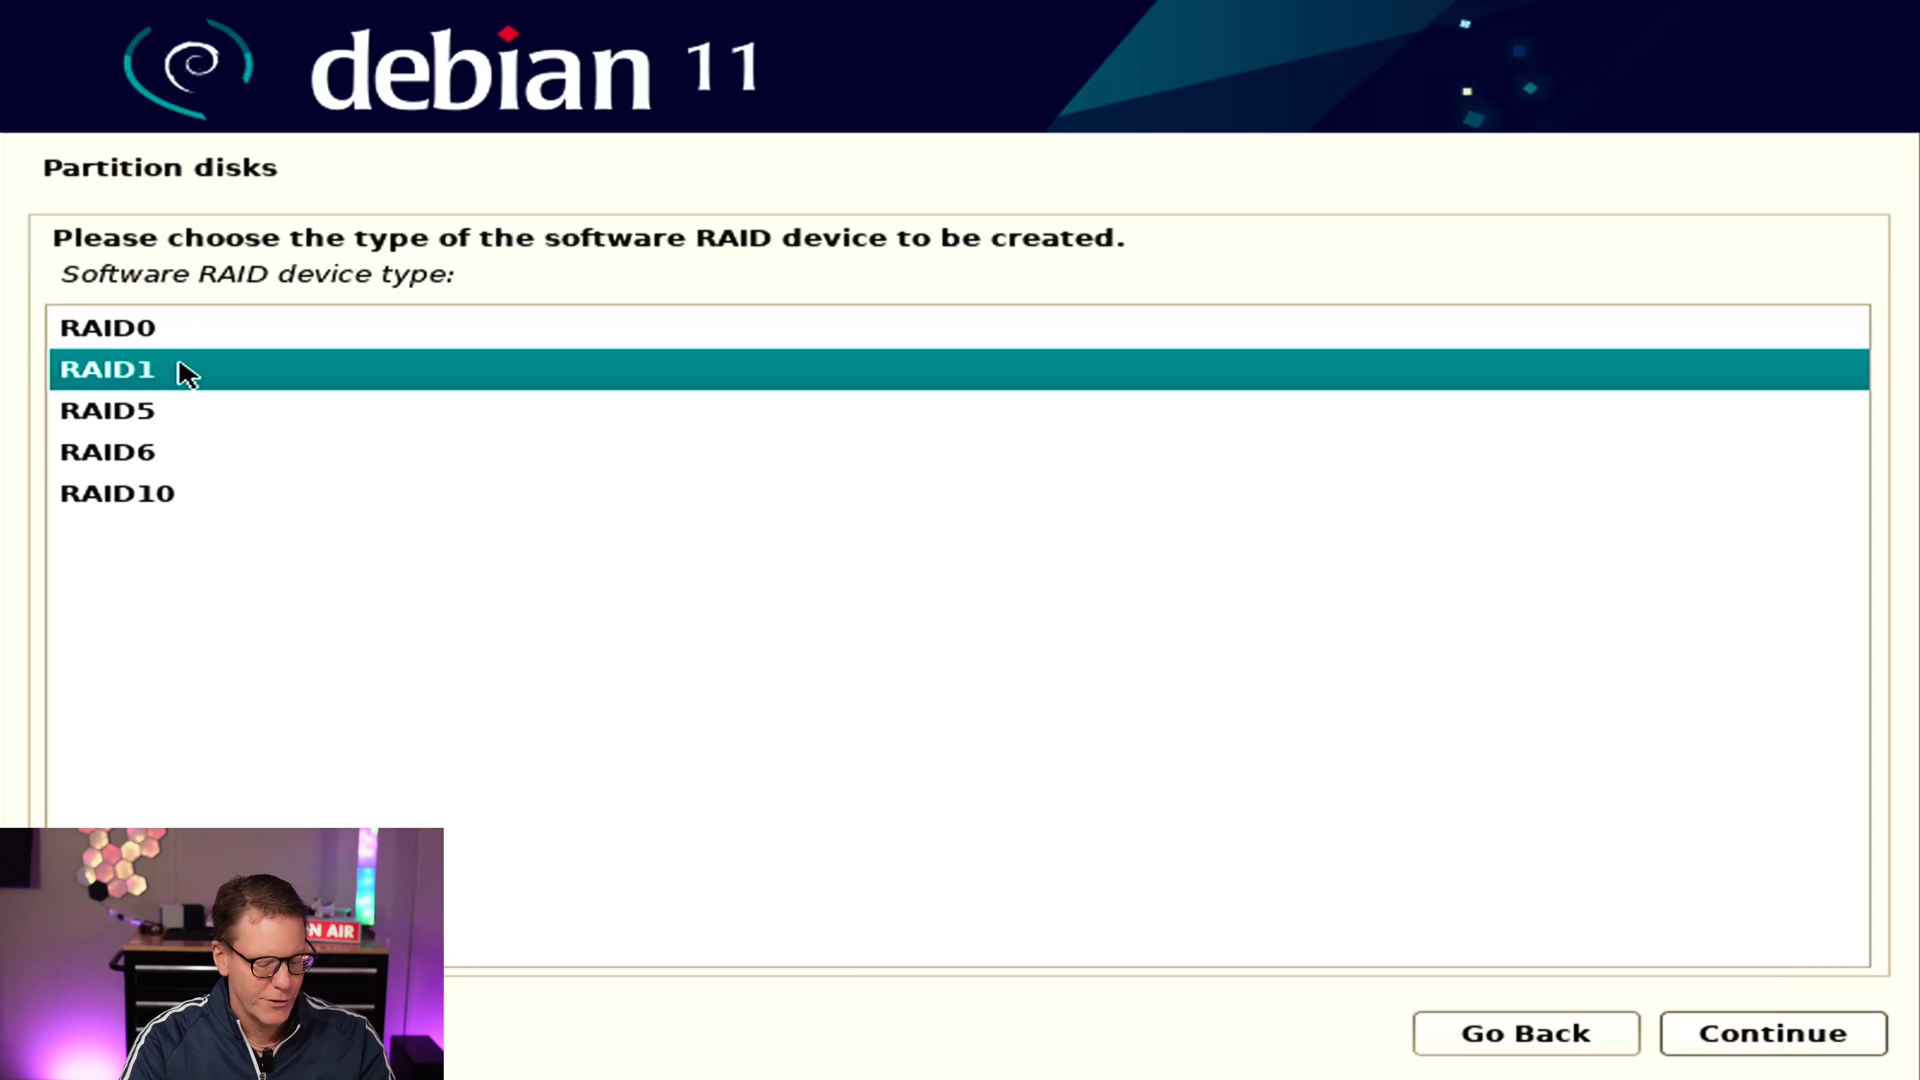 debian 11
Partition disks
Please choose the type of the software RAID device to be created.
Software RAID device type:
RAID0
RAID1
RAID5
RAID6
RAID10
N AIR
Go Back
Continue